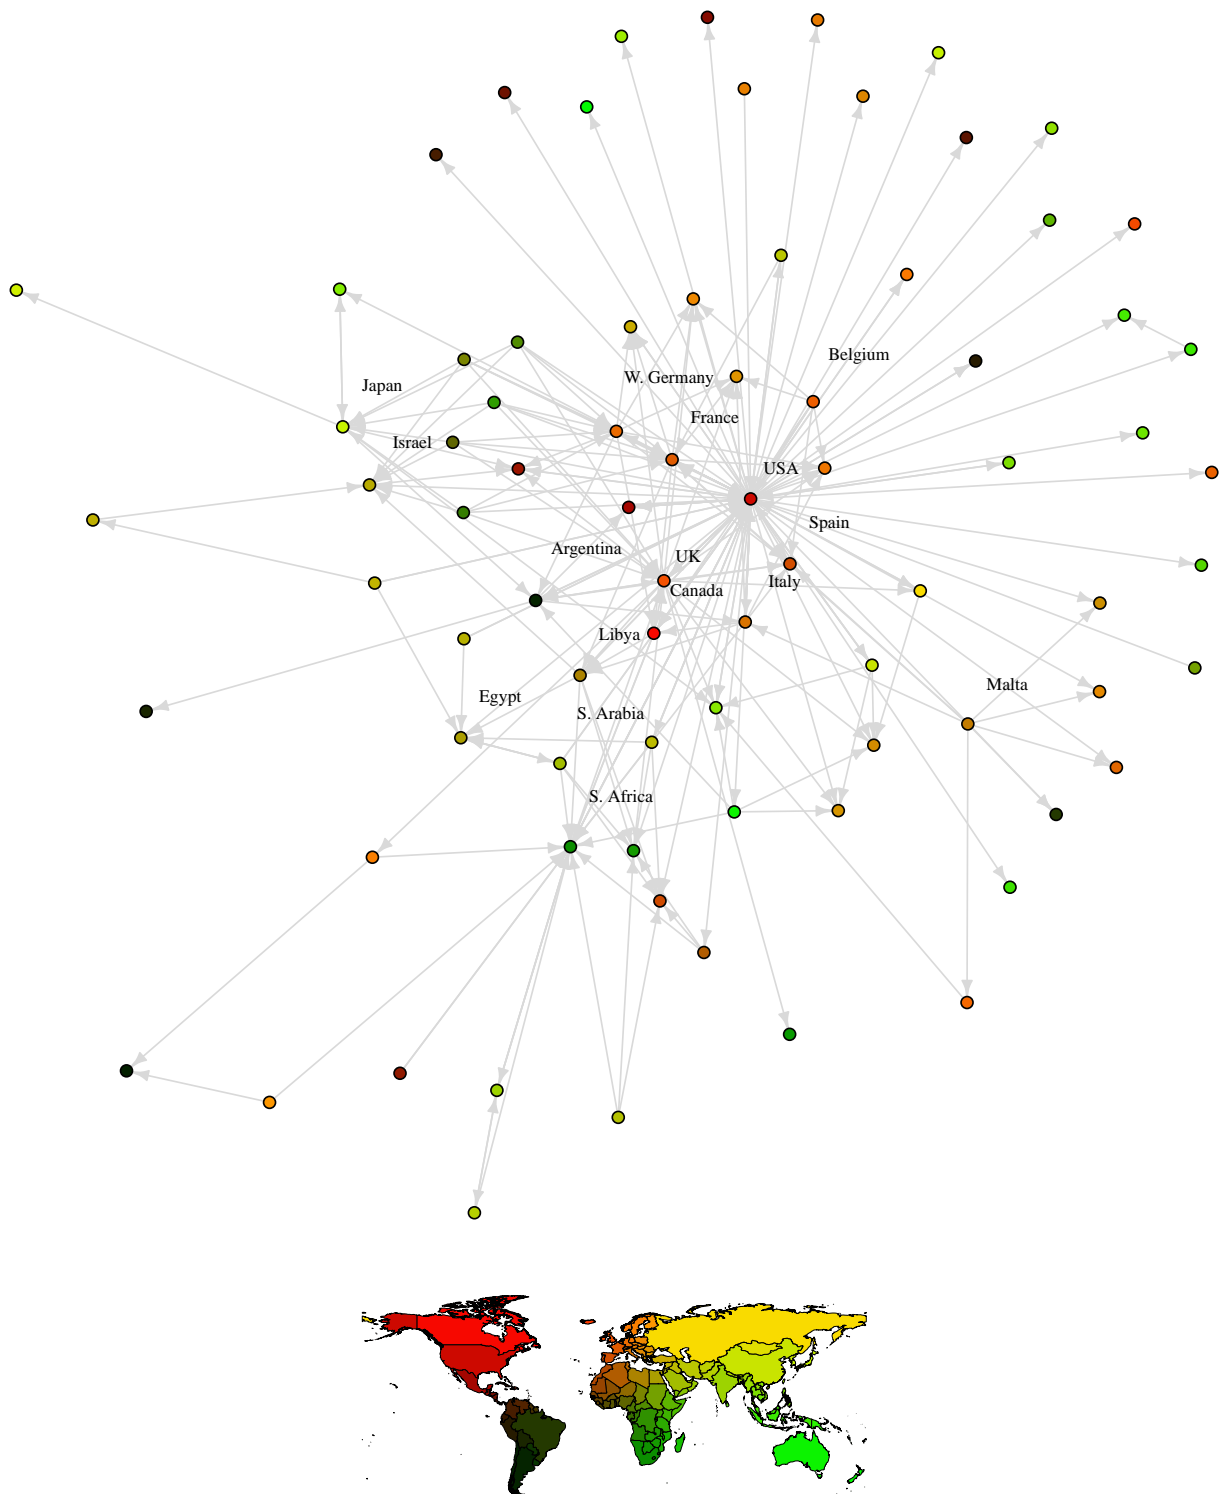 Belgium
W. Germany
Japan
France
Israel
USA
Spain
Argentina
UK
Italy
Canada
Libya
Malta
Egypt
S. Arabia
S. Africa